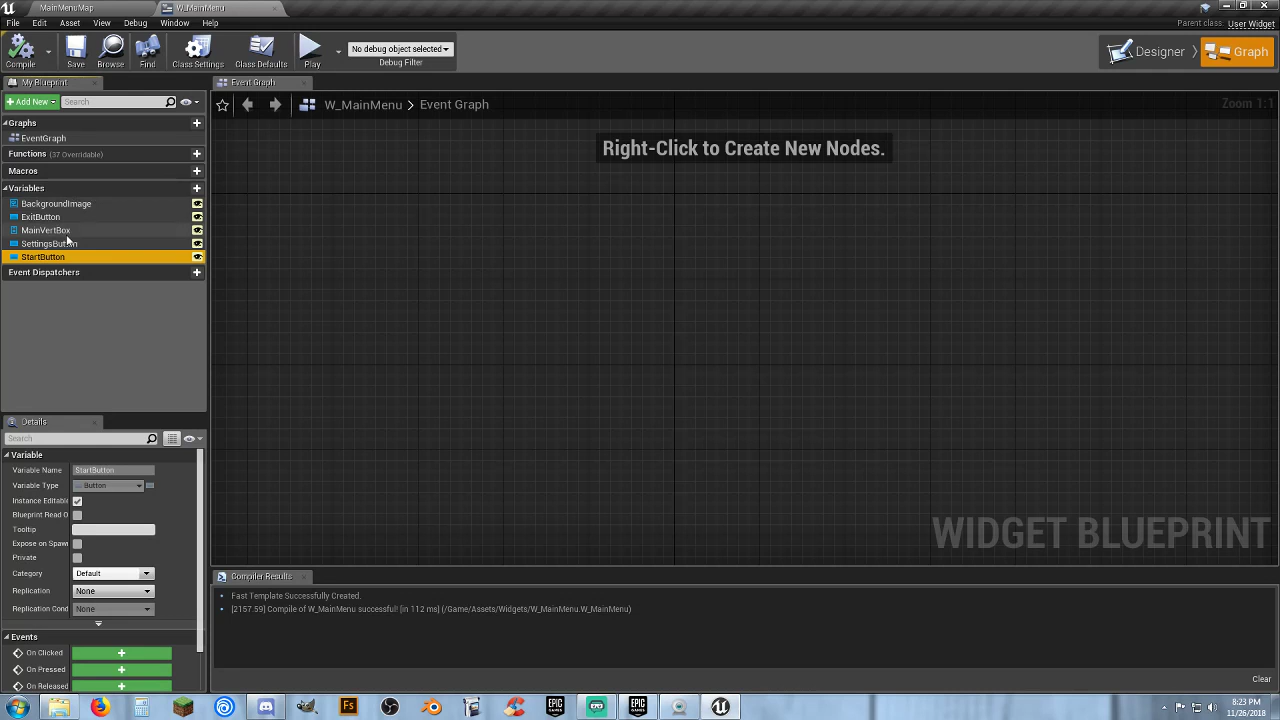 MainMenuMap
W_MainMenu
File Edit Asset View Debug Window Help
Parent class: User Widget
Compile
Save
Browse
Find
Class Settings
Class Defaults
Play
No debug object selected
Debug Filter
Designer
Graph
My Blueprint
Event Graph
Add New
Search
W_MainMenu
Event Graph
Zoom 1:1
Graphs
Right-Click to Create New Nodes.
EventGraph
Functions (37 Overridable)
Macros
Variables
BackgroundImage
ExitButton
MainVertBox
SettingsButton
StartButton
Event Dispatchers
Details
Search
Variable
Variable Name StartButton
Variable Type Button
Instance Editable
Blueprint Read O
Tooltip
Expose on Spawn
Private
Category Default
Replication None
Replication Cond None
WIDGET BLUEPRINT
Compiler Results
Fast Template Successfully Created.
[2157.59] Compile of W_MainMenu successful! [in 112 ms] (/Game/Assets/Widgets/W_MainMenu.W_MainMenu)
Events
On Clicked
On Pressed
On Released
Clear
Fs
EPIC GAMES
EPIC GAMES
8:23 PM
11/26/2018